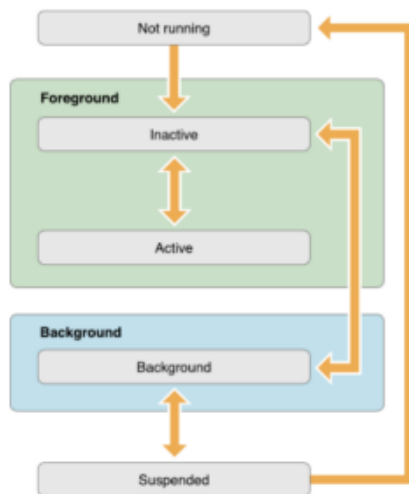 Not running
Foreground
Inactive
Active
Background
Background
Suspended